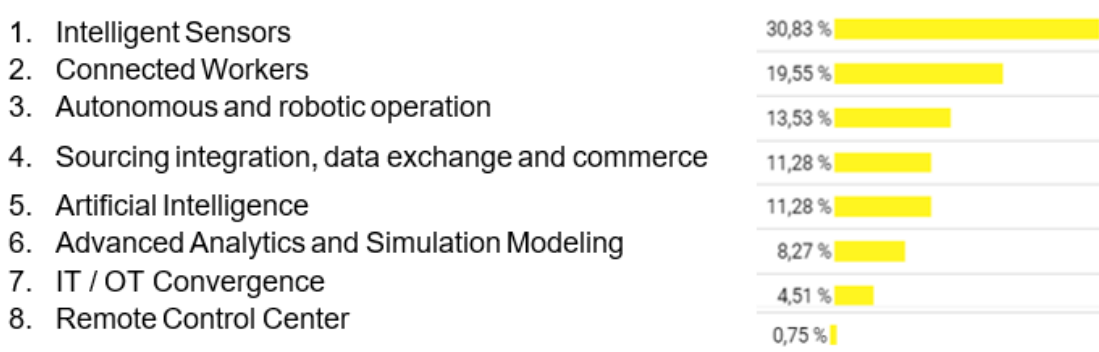 1. Intelligent Sensors 30,83 %
2. Connected Workers 19,55 %
3. Autonomous and robotic operation 13,53 %
4. Sourcing integration, data exchange and commerce 11,28 %
5. Artificial Intelligence 11,28 %
6. Advanced Analytics and Simulation Modeling 8,27 %
7. IT / OT Convergence 4,51 %
8. Remote Control Center 0,75 %